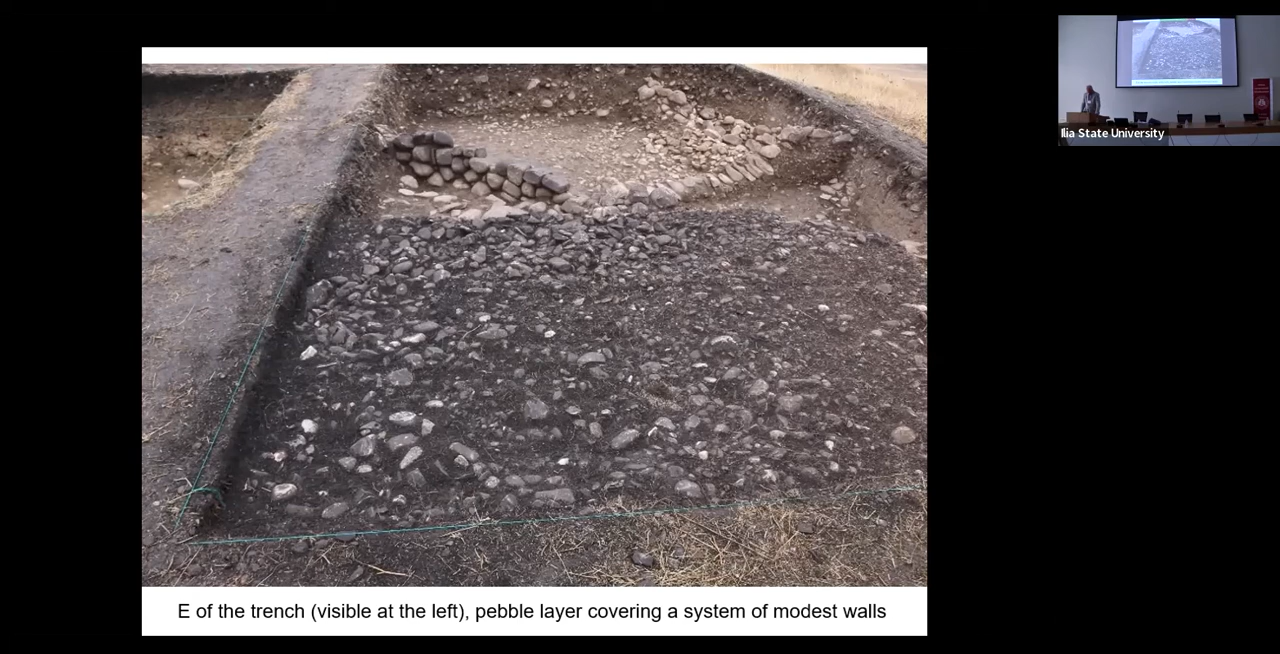 Ilia State University
E of the trench (visible at the left), pebble layer covering a system of modest walls